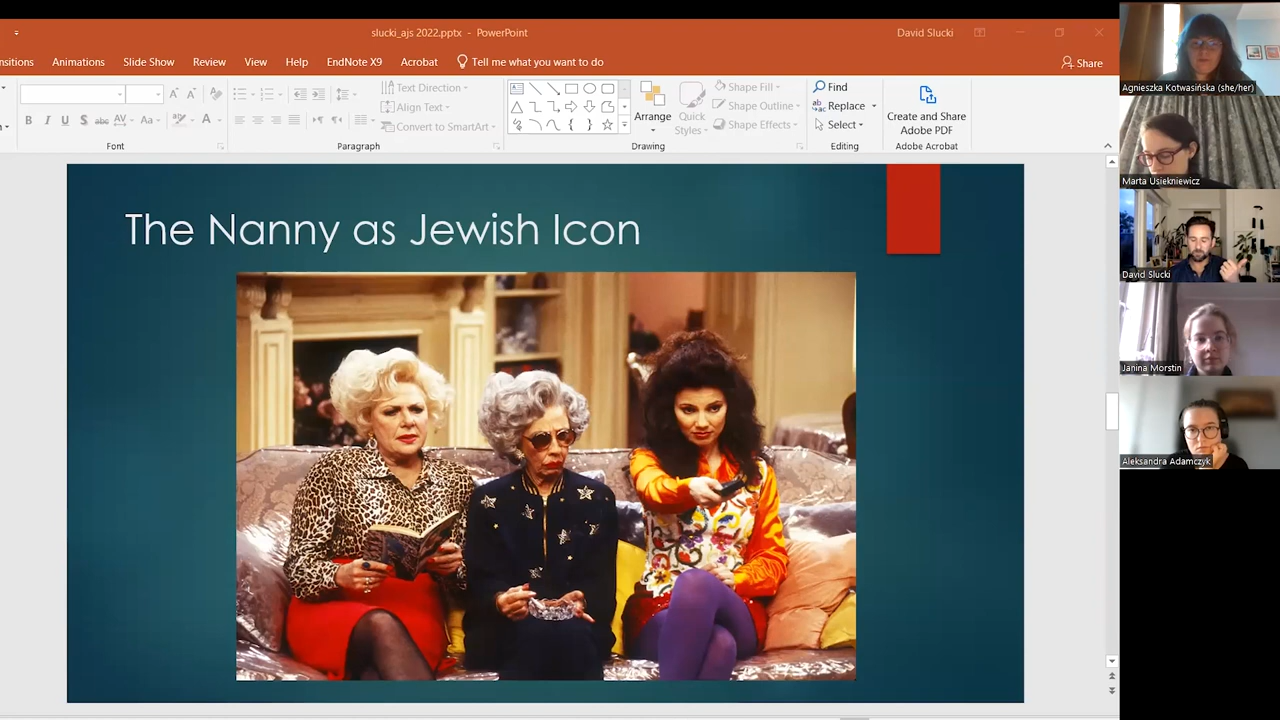 slucki_ajs 2022.pptx - PowerPoint
David Slucki
nsitions Animations Slide Show Review View Help EndNote X9 Acrobat Tell me what you want to do Share
Text Direction
Align Text
Convert to SmartArt
B I U S abc AV Aa A
Arrange
Quick
Styles
Shape Fill
Shape Outline
Shape Effects
Find
Replace
Select
Create and Share
Adobe PDF
Font Paragraph Drawing Editing Adobe Acrobat
The Nanny as Jewish Icon
Agnieszka Kotwasińska (she/her)
Marta Usiekniewicz
David Slucki
Janina Morstin
Aleksandra Adamczyk